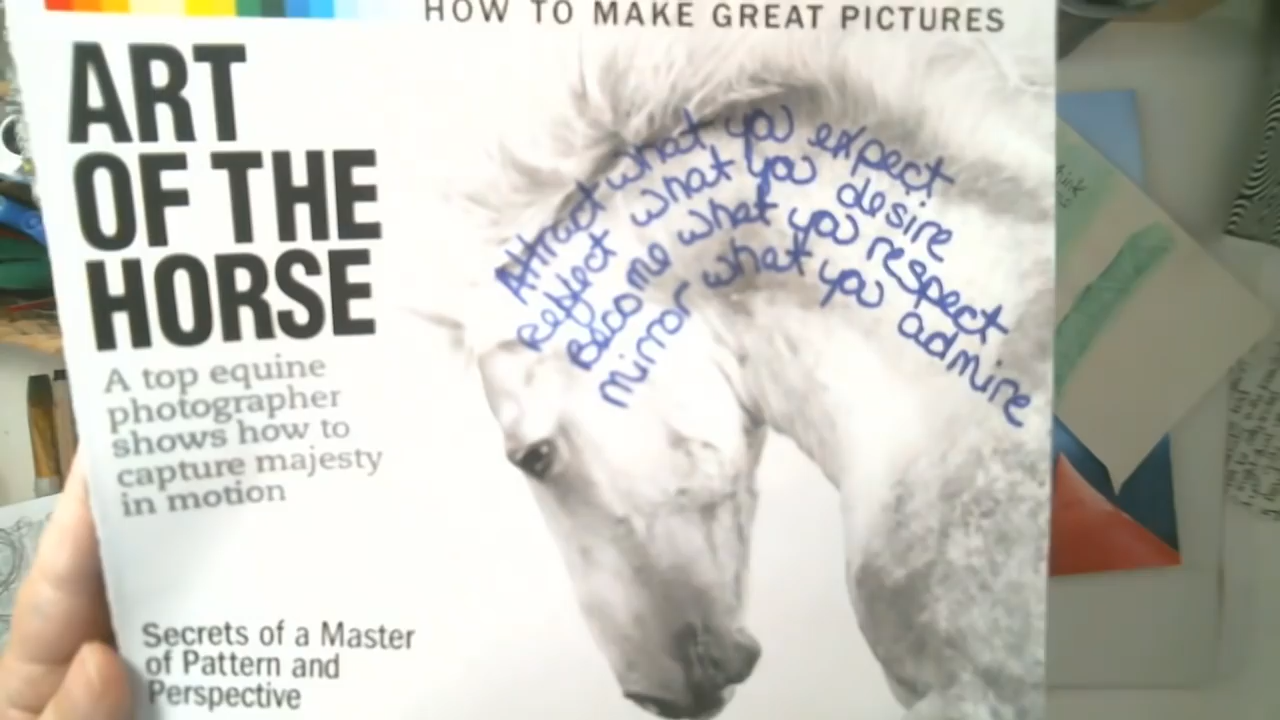 HOW TO MAKE GREAT PICTURES
ART
OF THE
HORSE
A top equine
photographer
shows how to
capture majesty
in motion
Secrets of a Master
of Pattern and
Perspective
Attract what you expect
Reflect what you desire
Become what you respect
mirror what you admire